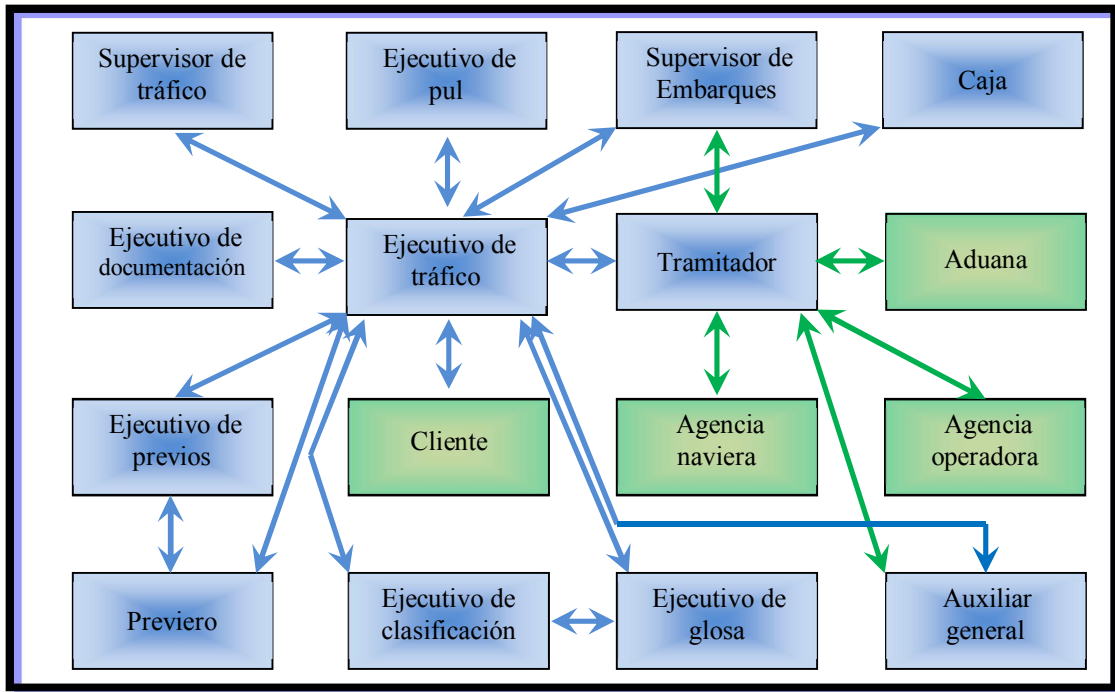 Supervisor de
tráfico
Ejecutivo de
pul
Supervisor de
Embarques
Caja
Ejecutivo de
documentación
Ejecutivo de
tráfico
Tramitador
Aduana
Ejecutivo de
previos
Cliente
Agencia
naviera
Agencia
operadora
Previero
Ejecutivo de
clasificación
Ejecutivo de
glosa
Auxiliar
general